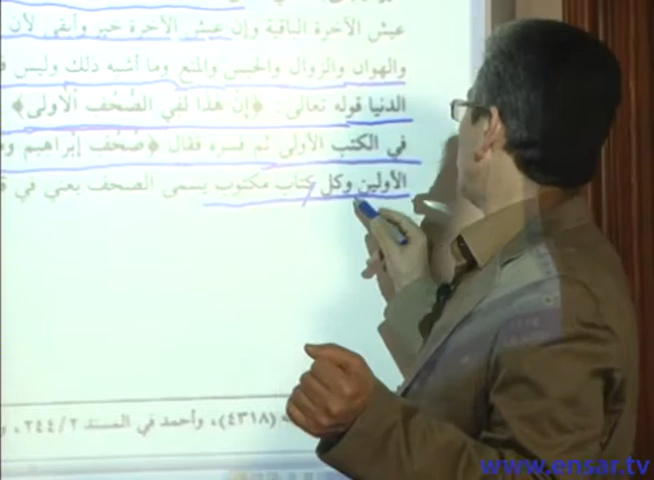 عيش الآخرة الباقية وإن عيش الآخرة خير وأبقى لأن
والهوان والزوال والحبس والمنع وما أشبه ذلك وليس
الدنيا قوله تعالى: ﴿إن هذا لفي الصُّحُف الأولى﴾
في الكتب الأولى ثم فسره فقال ﴿صُحُف إبراهيم
الأولين وكل كتاب مكتوب يسمى الصحف يعني في
(٤٣١٨)، وأحمد في المسند ٢٤٤/٢،
www.ensar.tv